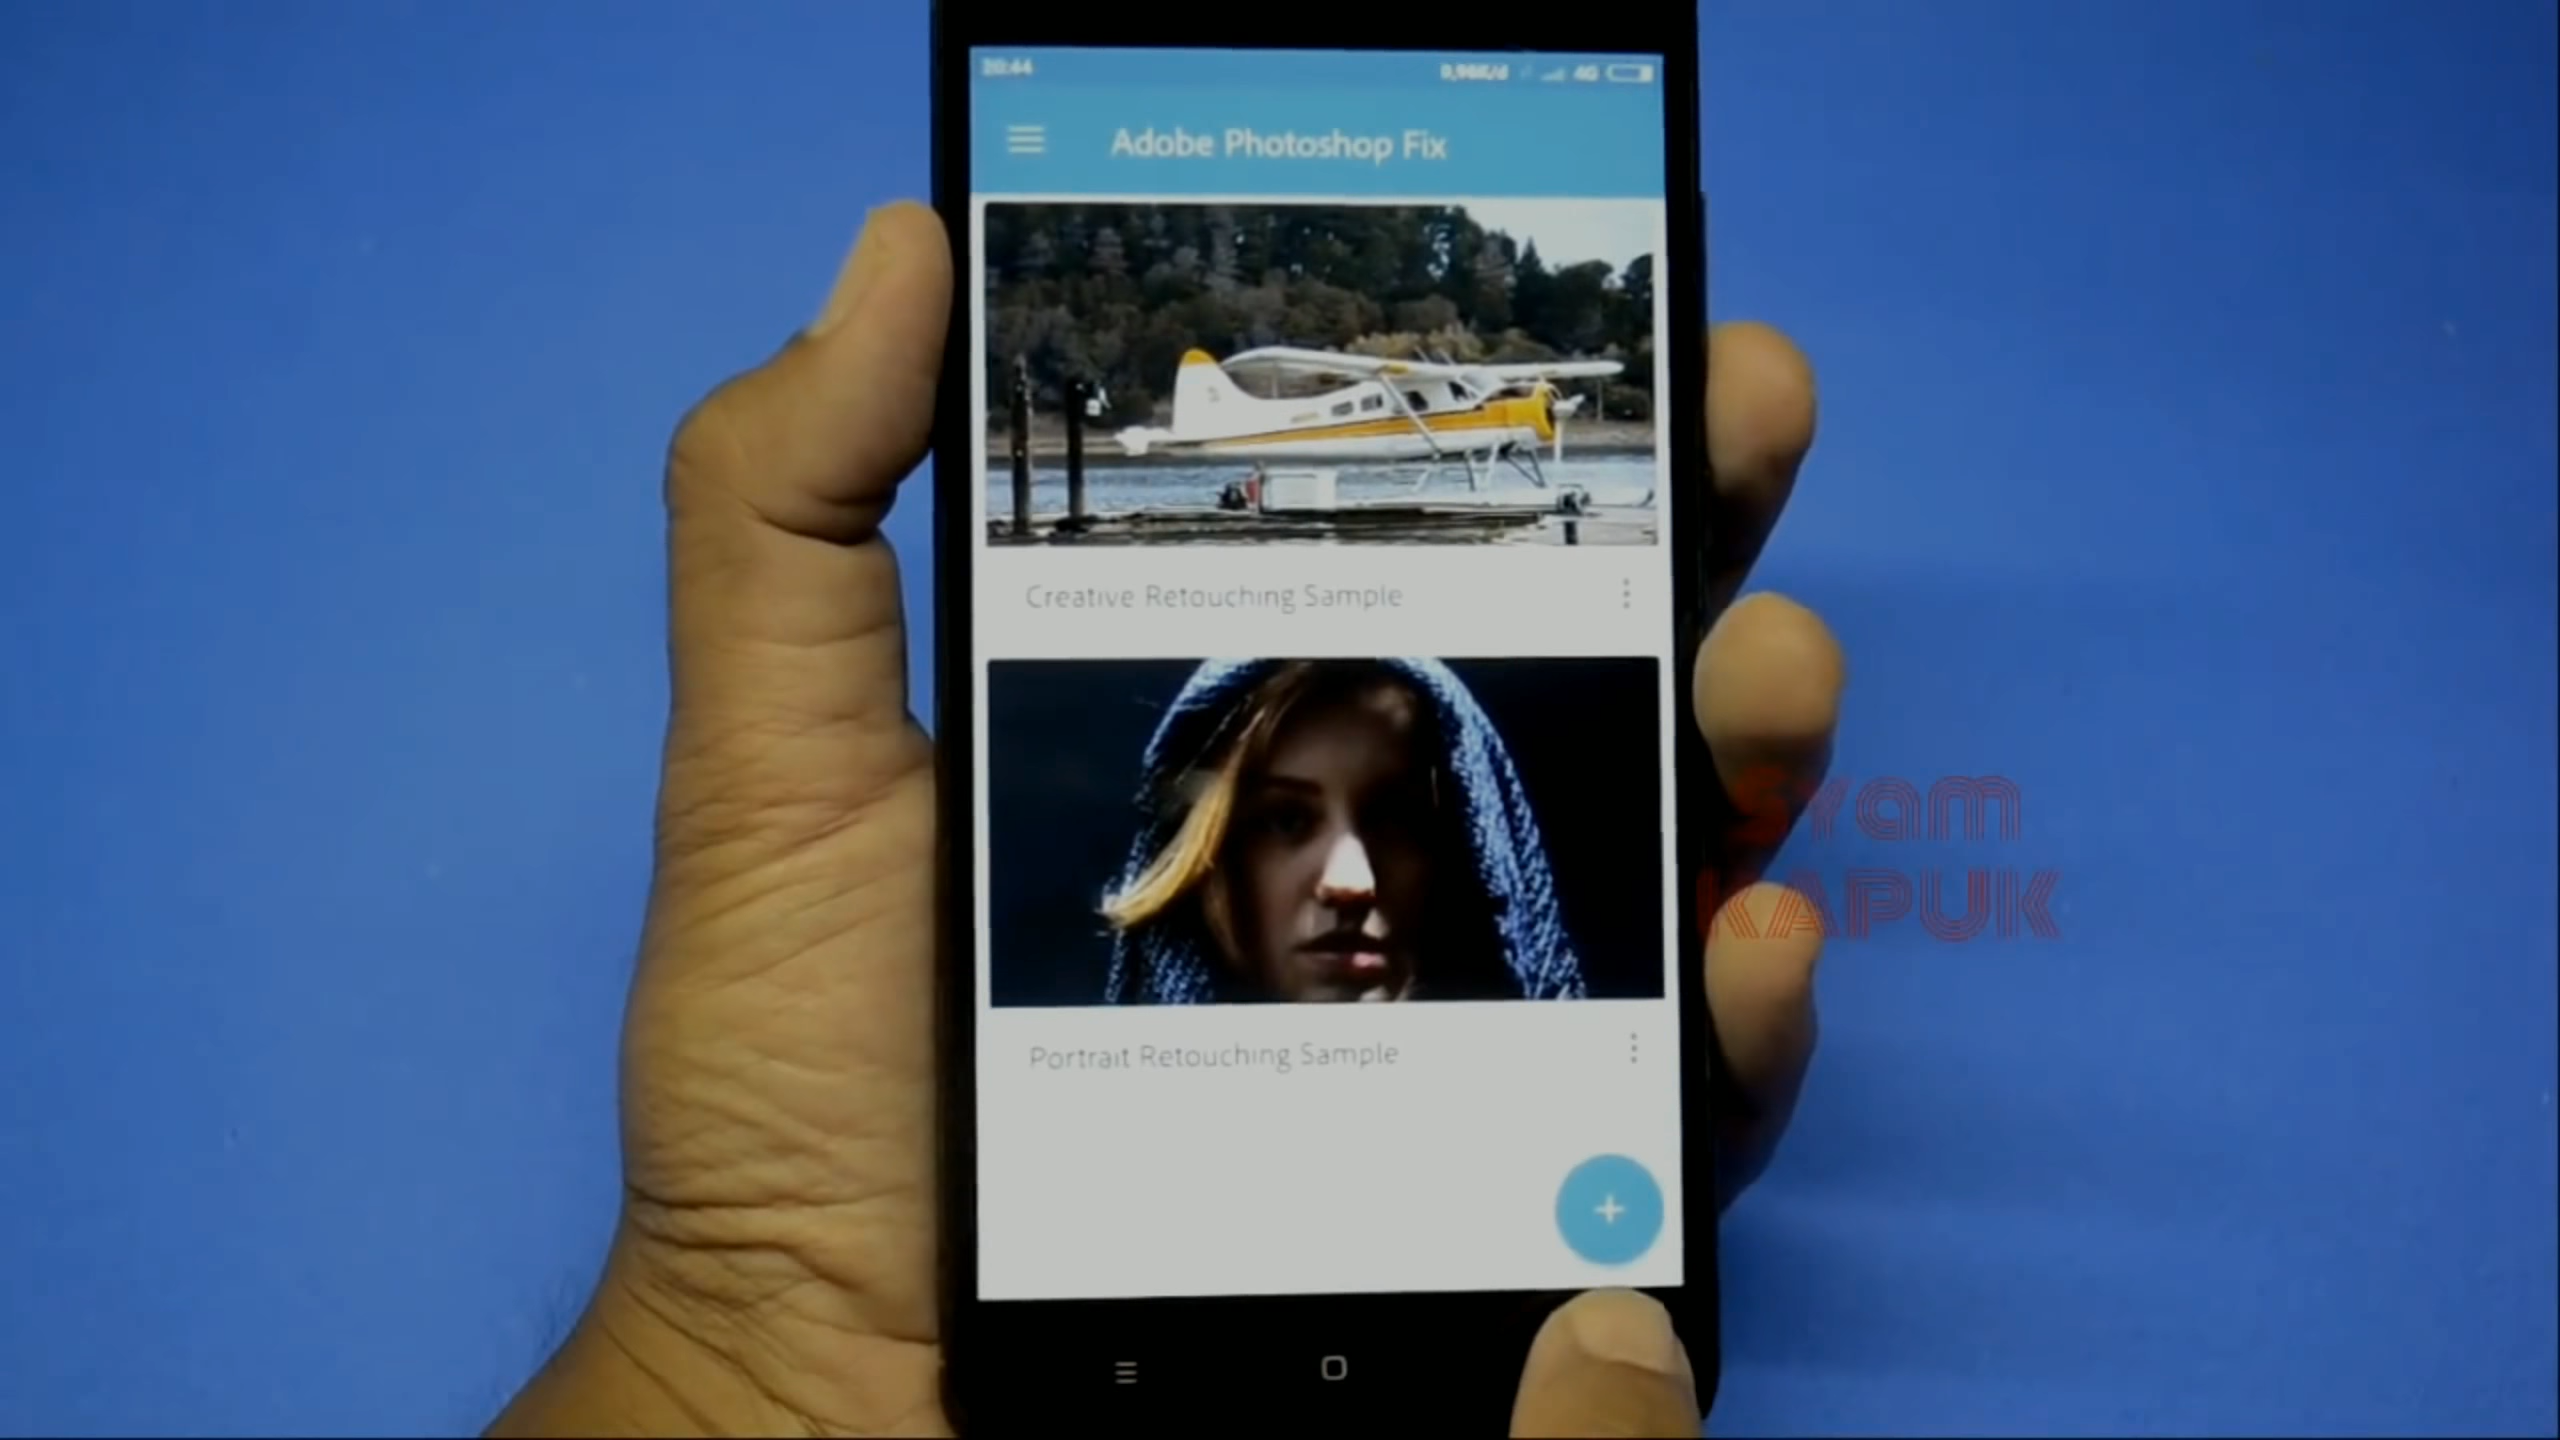 20:44
4G
Adobe Photoshop Fix
Creative Retouching Sample
Syam
KAPUK
Portrait Retouching Sample